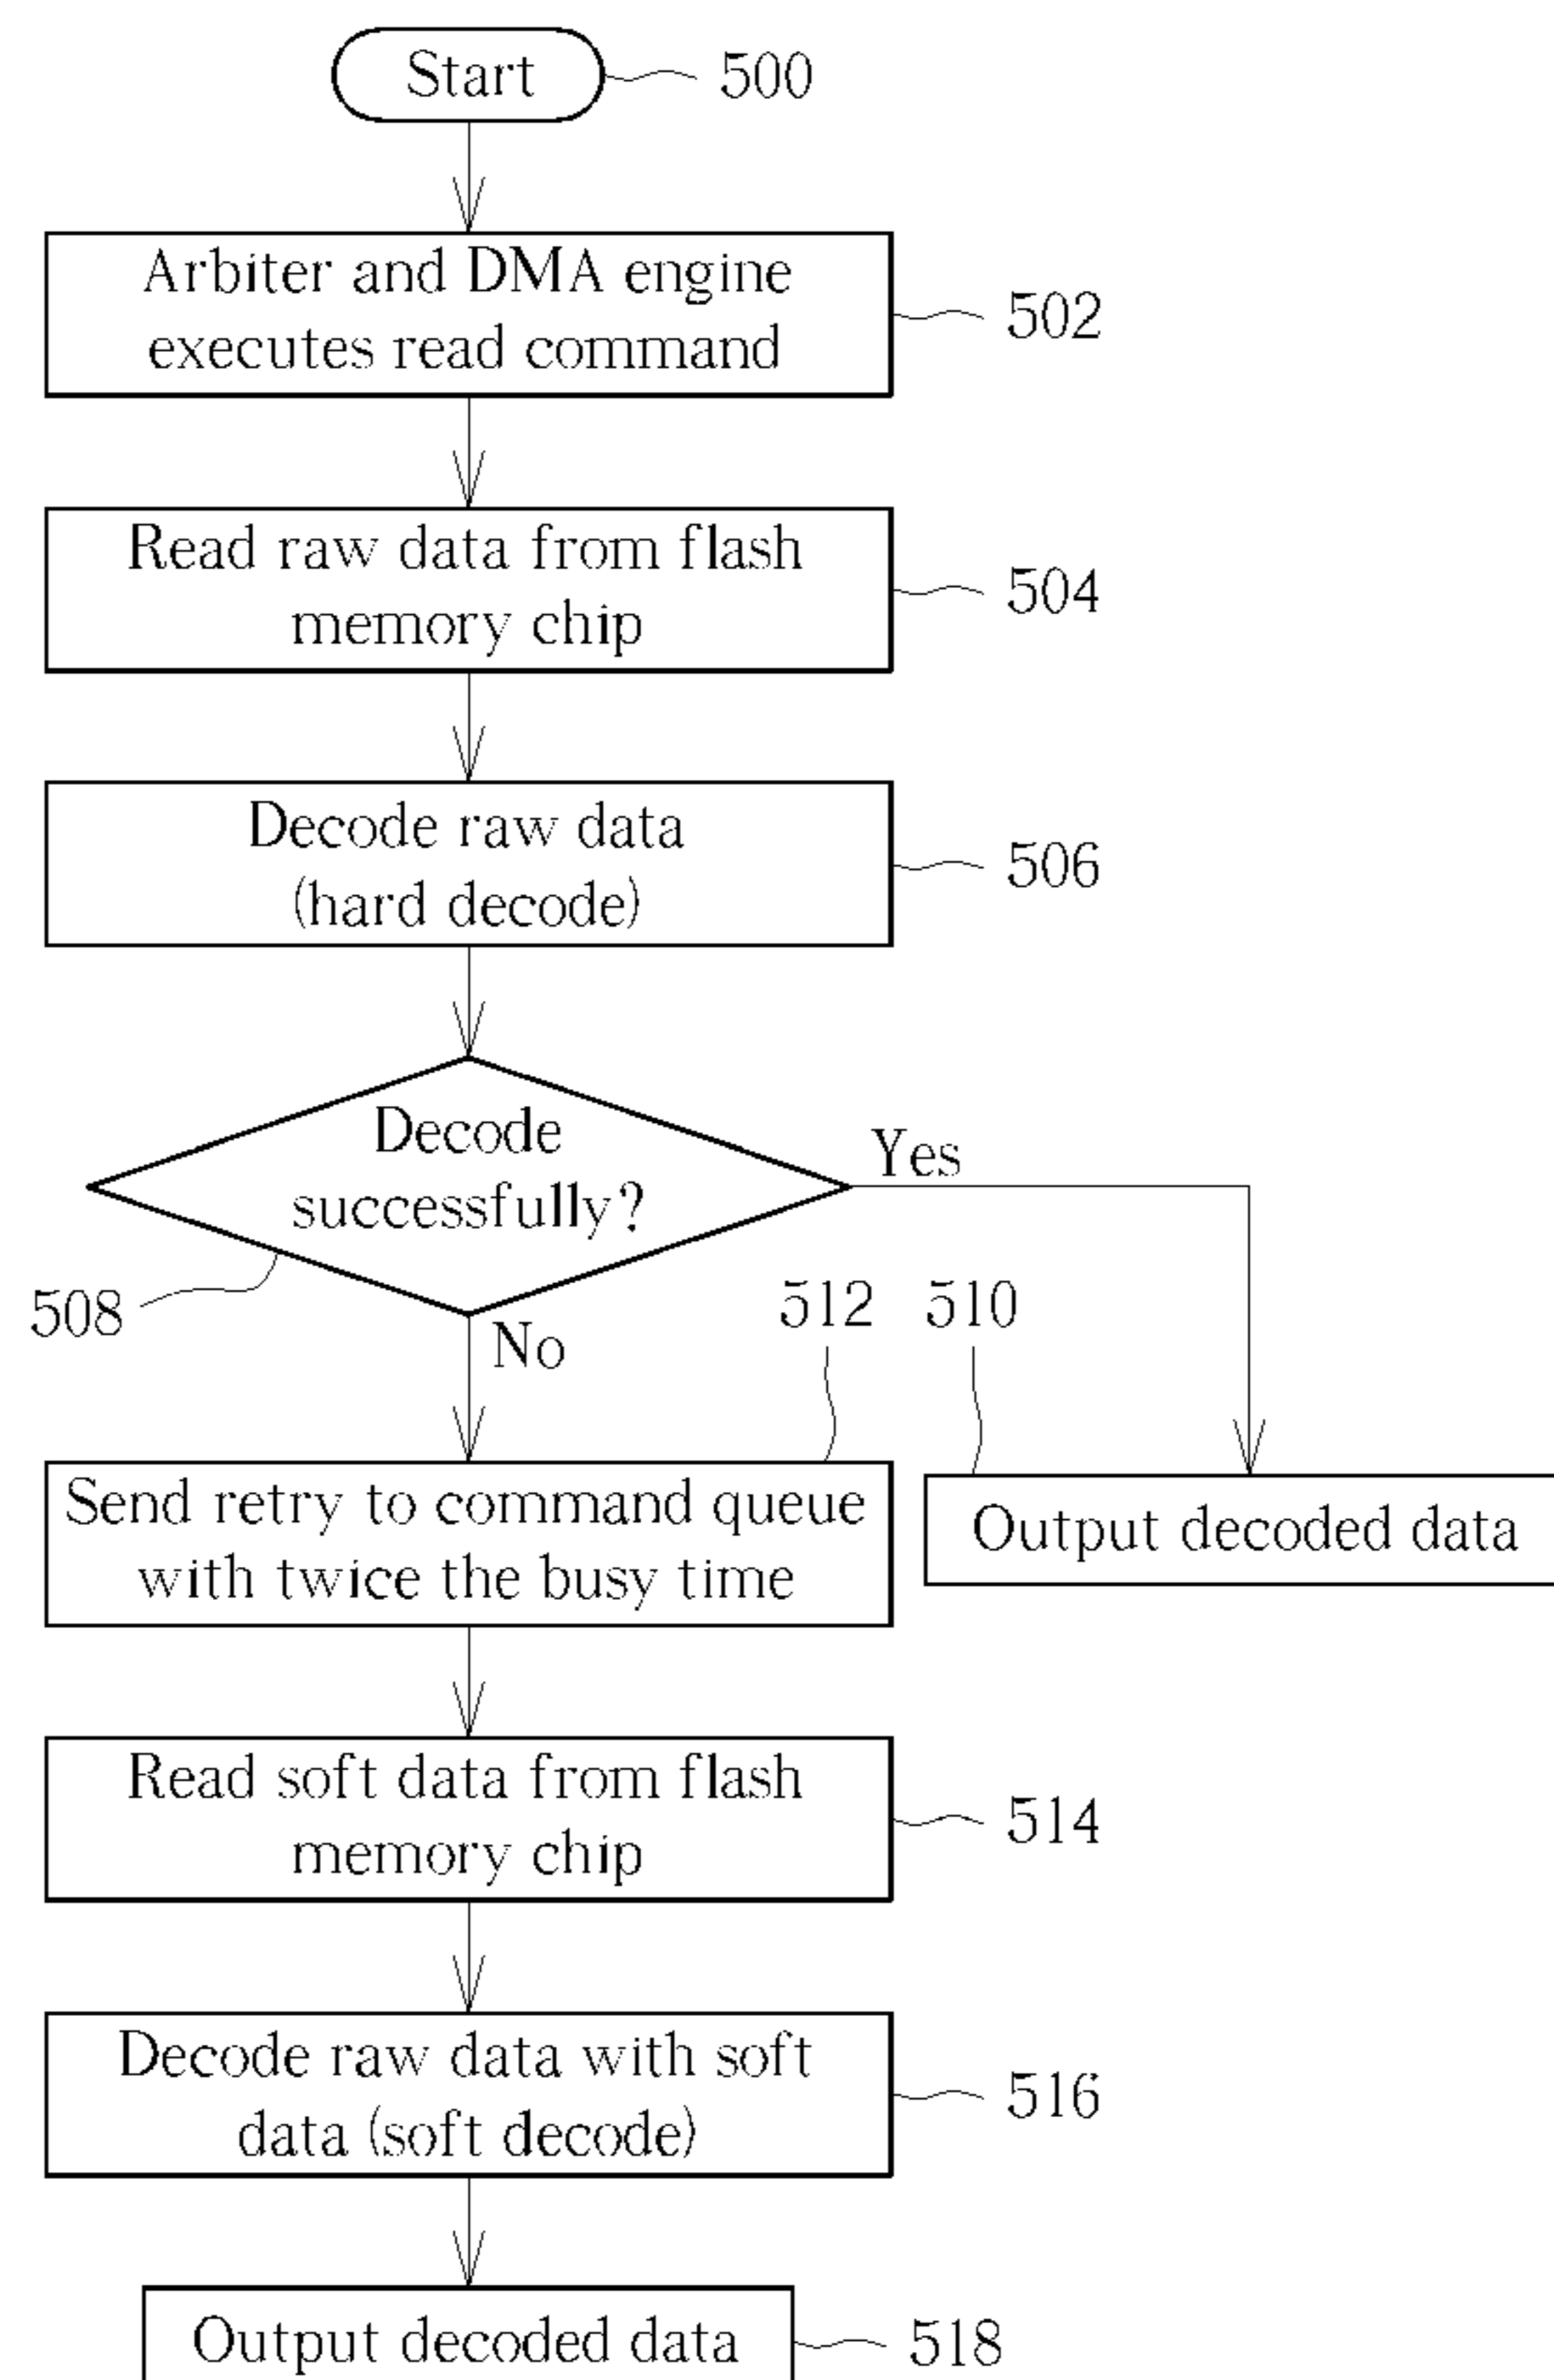 Start
500
Arbiter and DMA engine
executes read command
502
Read raw data from flash
memory chip
504
Decode raw data
(hard decode)
506
Decode
successfully?
Yes
508
No
512
510
Send retry to command queue
with twice the busy time
Output decoded data
Read soft data from flash
memory chip
514
Decode raw data with soft
data (soft decode)
516
Output decoded data
518